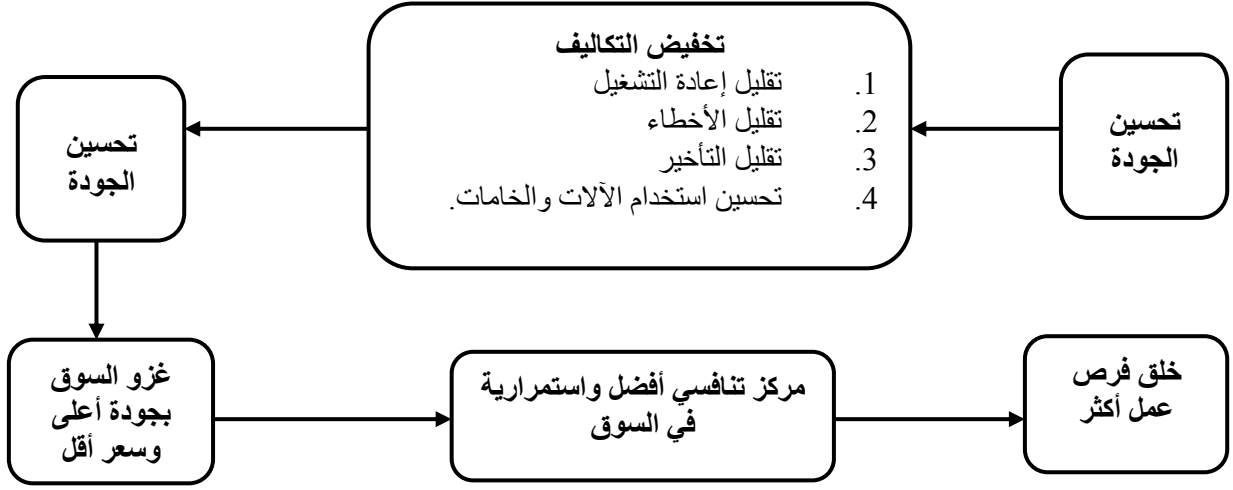 تحسين
الجودة
تخفيض التكاليف
1. تقليل إعادة التشغيل
2. تقليل الأخطاء
3. تقليل التأخير
4. تحسين استخدام الآلات والخامات.
تحسين
الجودة
غزو السوق
بجودة أعلى
وسعر أقل
مركز تنافسي أفضل واستمرارية
في السوق
خلق فرص
عمل أكثر